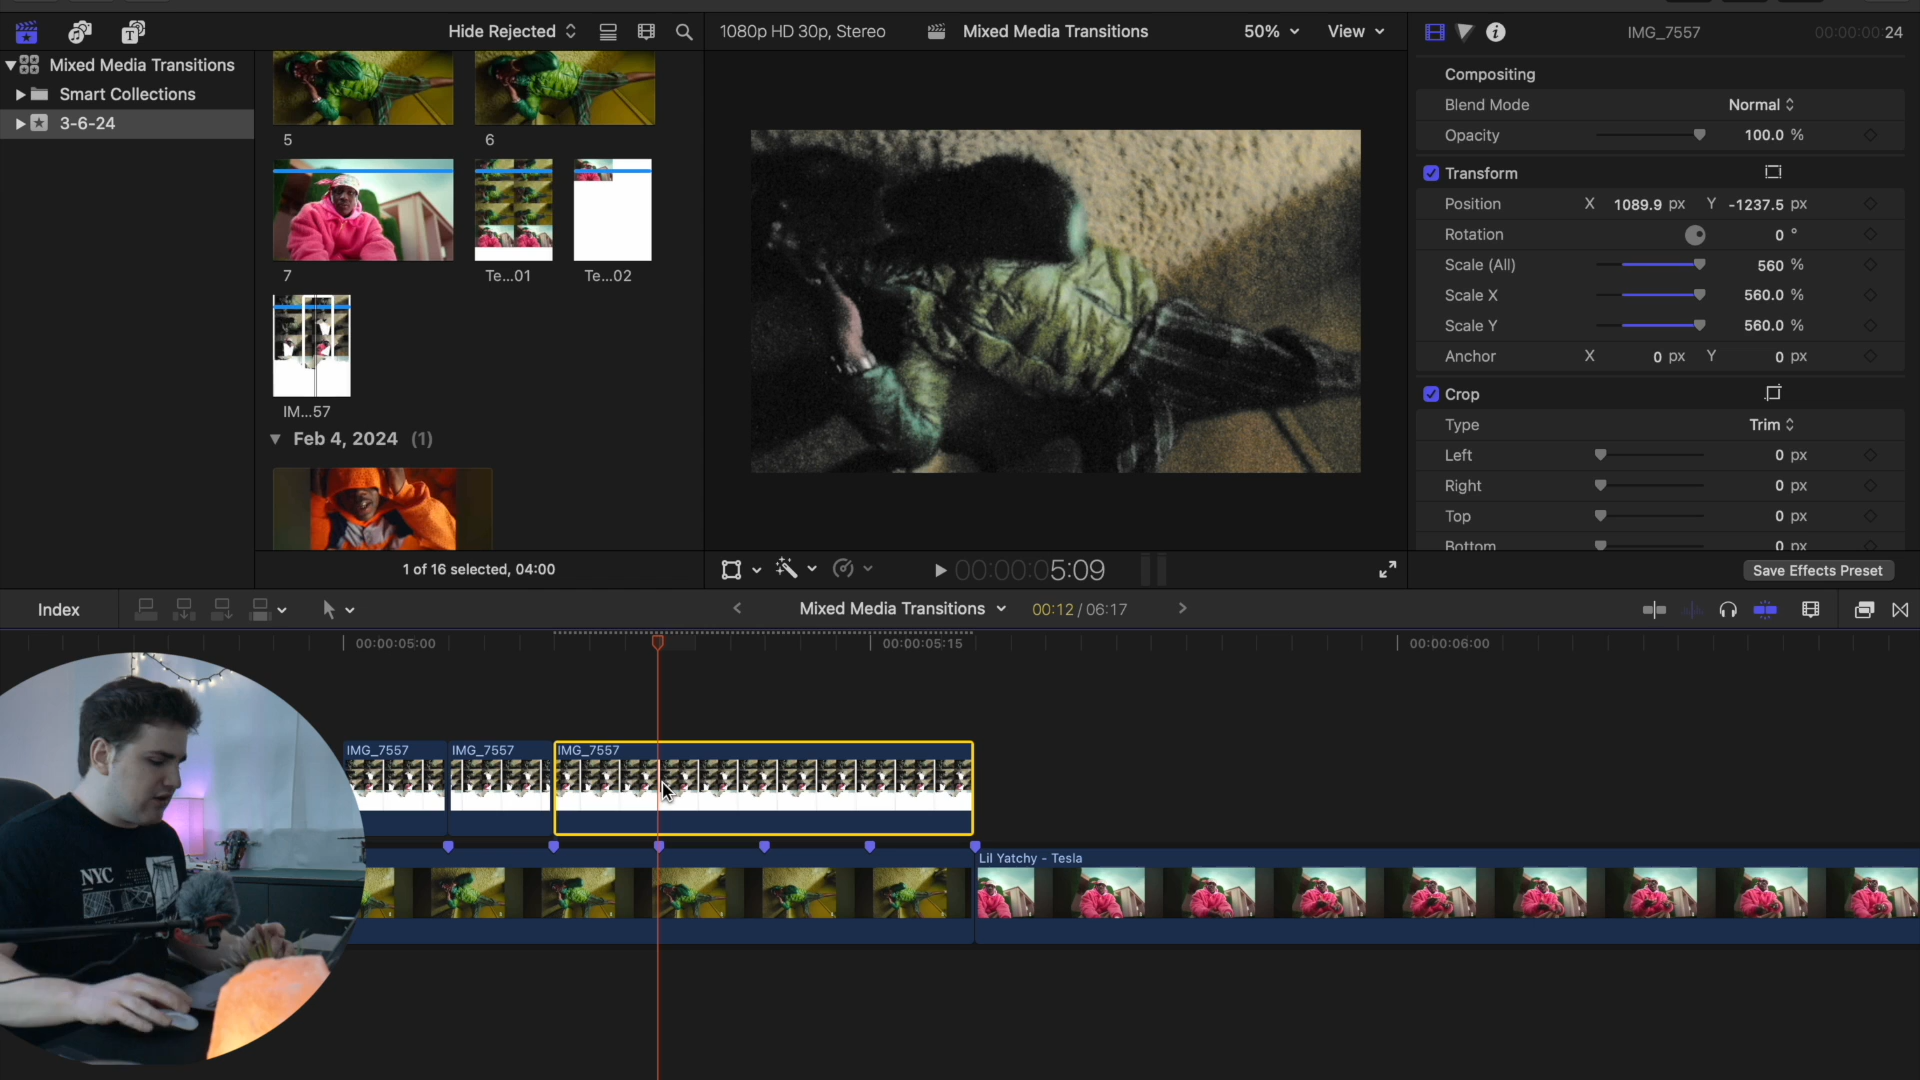 Hide Rejected
1080p HD 30p, Stereo
Mixed Media Transitions
50%
View
IMG_7557
00:00:00:24
Mixed Media Transitions
Smart Collections
3-6-24
5
6
7
Te...01
Te...02
IM...57
Feb 4, 2024 (1)
1 of 16 selected, 04:00
00:00:05:09
Compositing
Blend Mode Normal
Opacity 100.0 %
Transform
Position X 1089.9 px Y -1237.5 px
Rotation 0 °
Scale (All) 560 %
Scale X 560.0 %
Scale Y 560.0 %
Anchor X 0 px Y 0 px
Crop
Type Trim
Left 0 px
Right 0 px
Top 0 px
Bottom 0 px
Save Effects Preset
Index
Mixed Media Transitions
00:12 / 06:17
00:00:05:00
00:00:05:15
00:00:06:00
IMG_7557
IMG_7557
IMG_7557
Lil Yatchy - Tesla
NYC